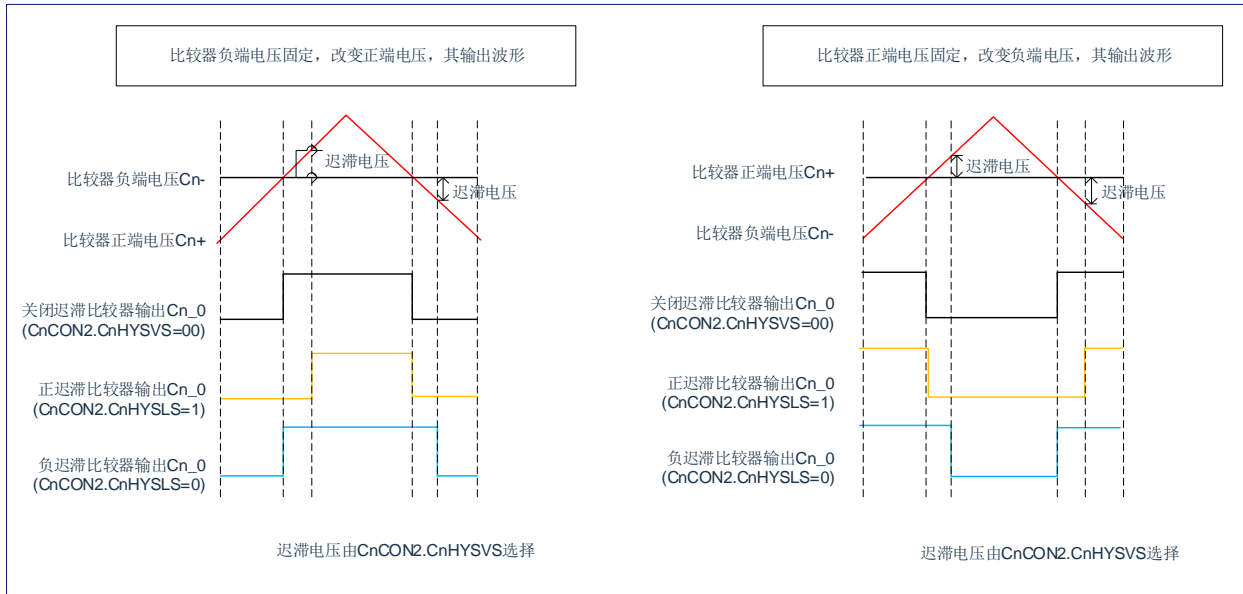 比较器负端电压固定，改变正端电压，其输出波形
迟滞电压
比较器负端电压Cn-
迟滞电压
比较器正端电压Cn+
关闭迟滞比较器输出Cn_0
(CnCON2.CnHYSVS=00)
正迟滞比较器输出Cn_0
(CnCON2.CnHYSLS=1)
负迟滞比较器输出Cn_0
(CnCON2.CnHYSLS=0)
迟滞电压由CnCON2.CnHYSVS选择
比较器正端电压固定，改变负端电压，其输出波形
迟滞电压
比较器正端电压Cn+
迟滞电压
比较器负端电压Cn-
关闭迟滞比较器输出Cn_0
(CnCON2.CnHYSVS=00)
正迟滞比较器输出Cn_0
(CnCON2.CnHYSLS=1)
负迟滞比较器输出Cn_0
(CnCON2.CnHYSLS=0)
迟滞电压由CnCON2.CnHYSVS选择